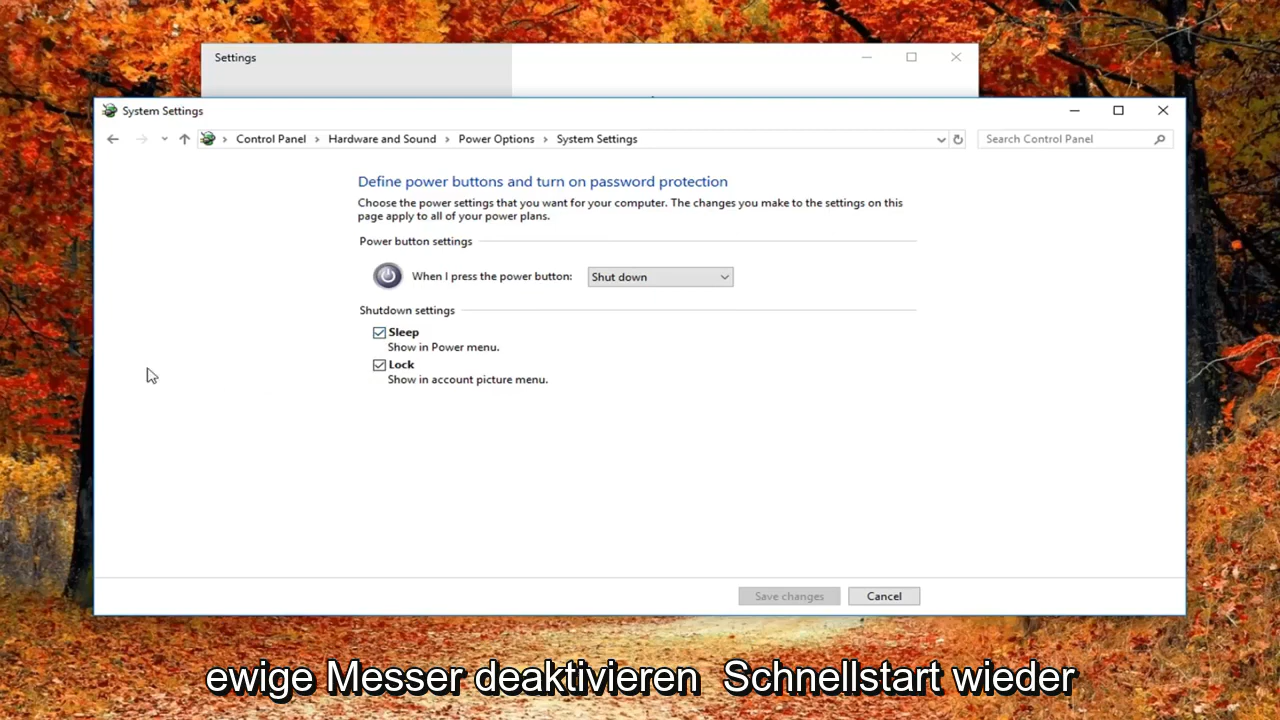 Settings
System Settings
Control Panel Hardware and Sound Power Options System Settings Search Control Panel
Define power buttons and turn on password protection
Choose the power settings that you want for your computer. The changes you make to the settings on this
page apply to all of your power plans.
Power button settings
When I press the power button: Shut down
Shutdown settings
Sleep
Show in Power menu.
Lock
Show in account picture menu.
Save changes Cancel
ewige Messer deaktivieren Schnellstart wieder